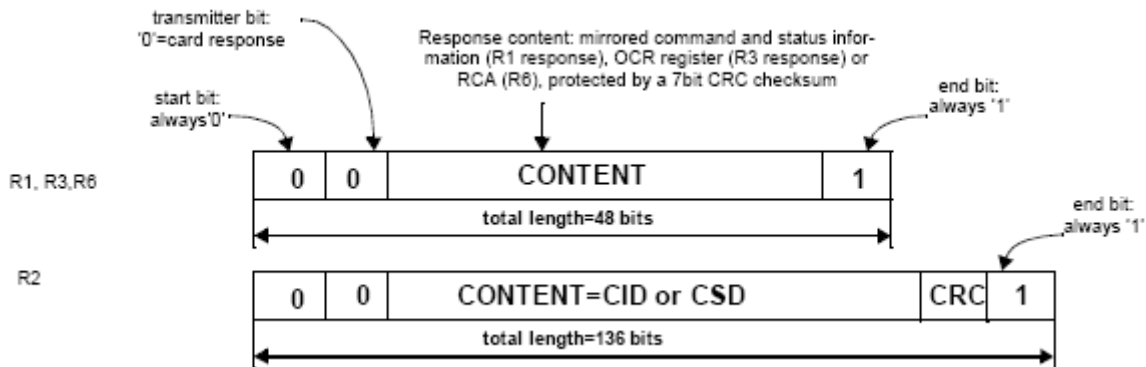 transmitter bit:
'0'=card response
Response content: mirrored command and status infor-
mation (R1 response), OCR register (R3 response) or
RCA (R6), protected by a 7bit CRC checksum
start bit:
always'0'
end bit:
always '1'
R1, R3,R6
0 0 CONTENT 1
total length=48 bits
end bit:
always '1'
R2
0 0 CONTENT=CID or CSD CRC 1
total length=136 bits